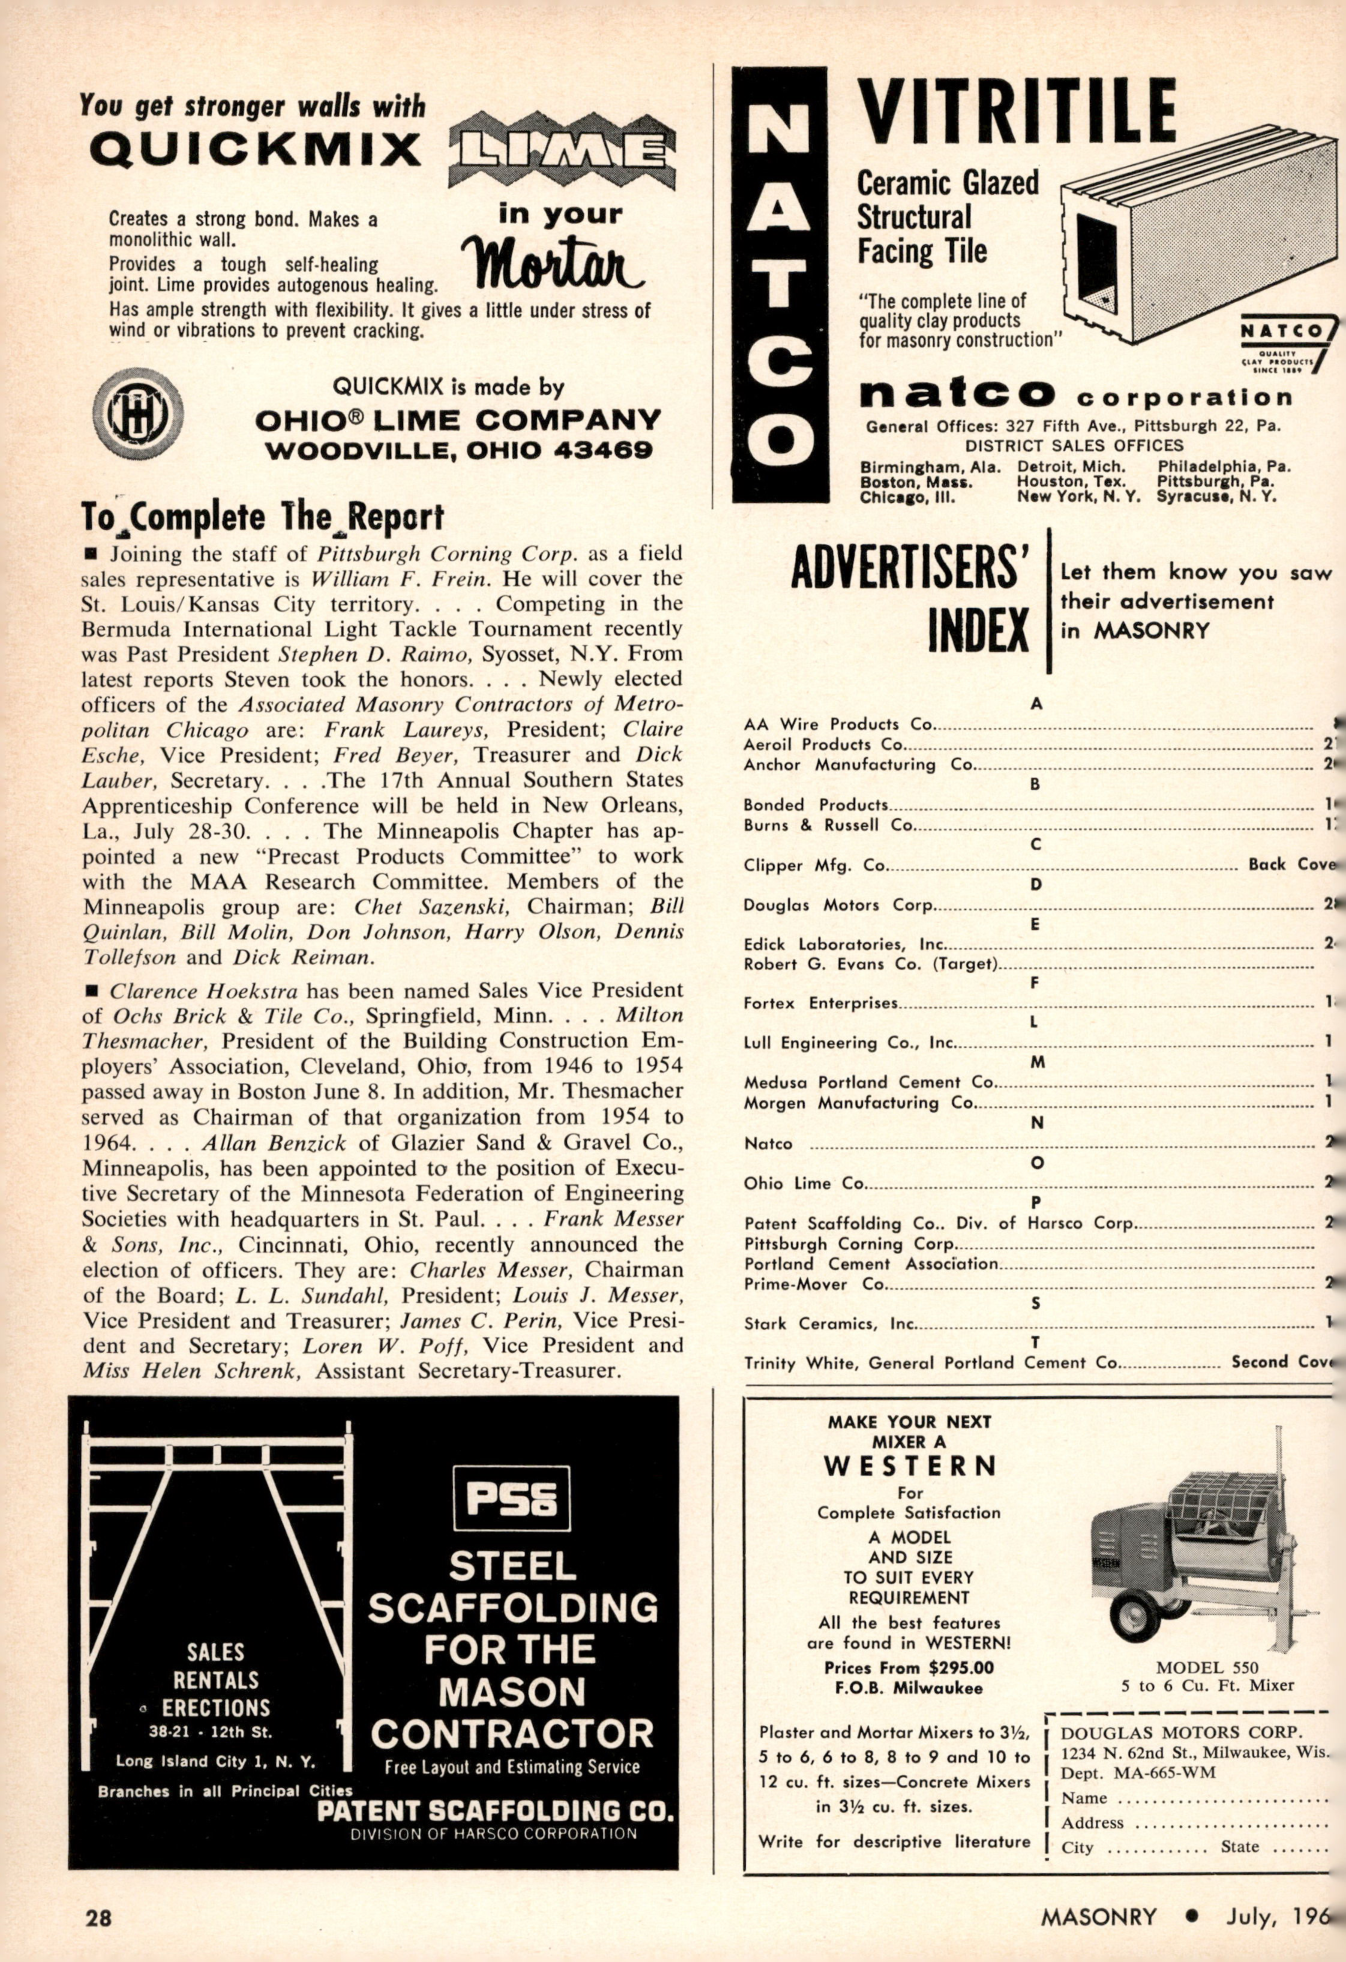 You get stronger walls with
QUICKMIX LIME
in your
Mortar
Creates a strong bond. Makes a
monolithic wall.
Provides a tough self-healing
joint. Lime provides autogenous healing.
Has ample strength with flexibility. It gives a little under stress of
wind or vibrations to prevent cracking.
QUICKMIX is made by
OHIO® LIME COMPANY
WOODVILLE, OHIO 43469
To Complete The Report
■ Joining the staff of Pittsburgh Corning Corp. as a field
sales representative is William F. Frein. He will cover the
St. Louis/Kansas City territory. . . . Competing in the
Bermuda International Light Tackle Tournament recently
was Past President Stephen D. Raimo, Syosset, N.Y. From
latest reports Steven took the honors. . . . Newly elected
officers of the Associated Masonry Contractors of Metro-
politan Chicago are: Frank Laureys, President; Claire
Esche, Vice President; Fred Beyer, Treasurer and Dick
Lauber, Secretary. . . .The 17th Annual Southern States
Apprenticeship Conference will be held in New Orleans,
La., July 28-30. . . . The Minneapolis Chapter has ap-
pointed a new “Precast Products Committee” to work
with the MAA Research Committee. Members of the
Minneapolis group are: Chet Sazenski, Chairman; Bill
Quinlan, Bill Molin, Don Johnson, Harry Olson, Dennis
Tollefson and Dick Reiman.
■ Clarence Hoekstra has been named Sales Vice President
of Ochs Brick & Tile Co., Springfield, Minn. . . . Milton
Thesmacher, President of the Building Construction Em-
ployers’ Association, Cleveland, Ohio, from 1946 to 1954
passed away in Boston June 8. In addition, Mr. Thesmacher
served as Chairman of that organization from 1954 to
1964. . . . Allan Benzick of Glazier Sand & Gravel Co.,
Minneapolis, has been appointed to the position of Execu-
tive Secretary of the Minnesota Federation of Engineering
Societies with headquarters in St. Paul. . . . Frank Messer
& Sons, Inc., Cincinnati, Ohio, recently announced the
election of officers. They are: Charles Messer, Chairman
of the Board; L. L. Sundahl, President; Louis J. Messer,
Vice President and Treasurer; James C. Perin, Vice Presi-
dent and Secretary; Loren W. Poff, Vice President and
Miss Helen Schrenk, Assistant Secretary-Treasurer.
SALES
RENTALS
ERECTIONS
38-21 - 12th St.
Long Island City 1, N. Y.
Branches in all Principal Cities
PSCO
STEEL
SCAFFOLDING
FOR THE
MASON
CONTRACTOR
Free Layout and Estimating Service
PATENT SCAFFOLDING CO.
DIVISION OF HARSCO CORPORATION
NATCO
VITRITILE
Ceramic Glazed
Structural
Facing Tile
“The complete line of
quality clay products
for masonry construction”
NATCO
QUALITY
CLAY PRODUCTS
SINCE 1889
natco corporation
General Offices: 327 Fifth Ave., Pittsburgh 22, Pa.
DISTRICT SALES OFFICES
Birmingham, Ala. Detroit, Mich. Philadelphia, Pa.
Boston, Mass. Houston, Tex. Pittsburgh, Pa.
Chicago, Ill. New York, N. Y. Syracuse, N. Y.
ADVERTISERS’
INDEX
Let them know you saw
their advertisement
in MASONRY
A
AA Wire Products Co.
Aeroil Products Co.
Anchor Manufacturing Co.
B
Bonded Products
Burns & Russell Co.
C
Clipper Mfg. Co. Back Cove
D
Douglas Motors Corp.
E
Edick Laboratories, Inc.
Robert G. Evans Co. (Target)
F
Fortex Enterprises
L
Lull Engineering Co., Inc.
M
Medusa Portland Cement Co.
Morgen Manufacturing Co.
N
Natco
O
Ohio Lime Co.
P
Patent Scaffolding Co.. Div. of Harsco Corp.
Pittsburgh Corning Corp.
Portland Cement Association
Prime-Mover Co.
S
Stark Ceramics, Inc.
T
Trinity White, General Portland Cement Co. Second Cove
MAKE YOUR NEXT
MIXER A
WESTERN
For
Complete Satisfaction
A MODEL
AND SIZE
TO SUIT EVERY
REQUIREMENT
All the best features
are found in WESTERN!
Prices From $295.00
F.O.B. Milwaukee
Plaster and Mortar Mixers to 3½,
5 to 6, 6 to 8, 8 to 9 and 10 to
12 cu. ft. sizes—Concrete Mixers
in 3½ cu. ft. sizes.
Write for descriptive literature
WESTERN
MODEL 550
5 to 6 Cu. Ft. Mixer
DOUGLAS MOTORS CORP.
1234 N. 62nd St., Milwaukee, Wis.
Dept. MA-665-WM
Name ........................
Address ......................
City ............ State .......
28
MASONRY • July, 196